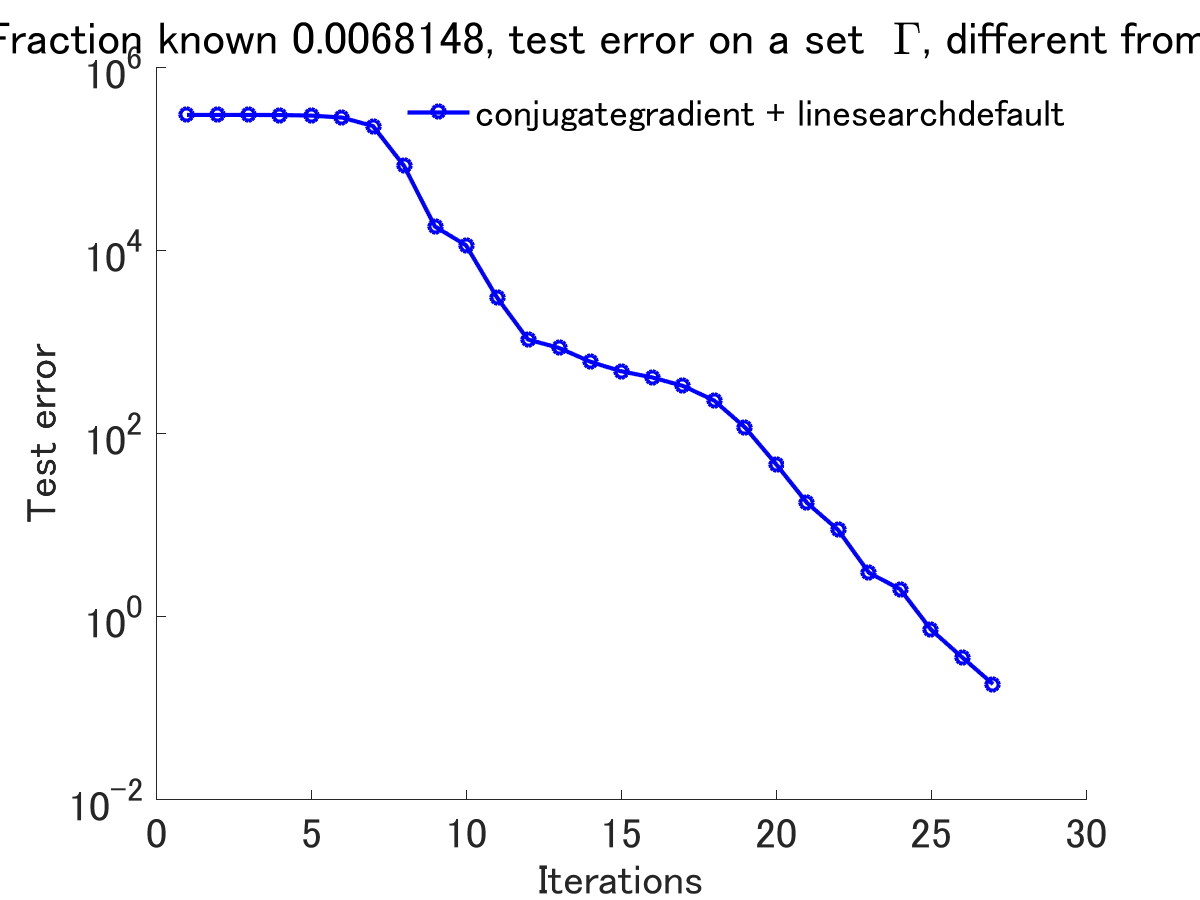 Fraction known 0.0068148, test error on a set Γ, different from
10^6
conjugategradient + linesearchdefault
10^4
10^2
10^0
10^-2
Test error
0 5 10 15 20 25 30
Iterations